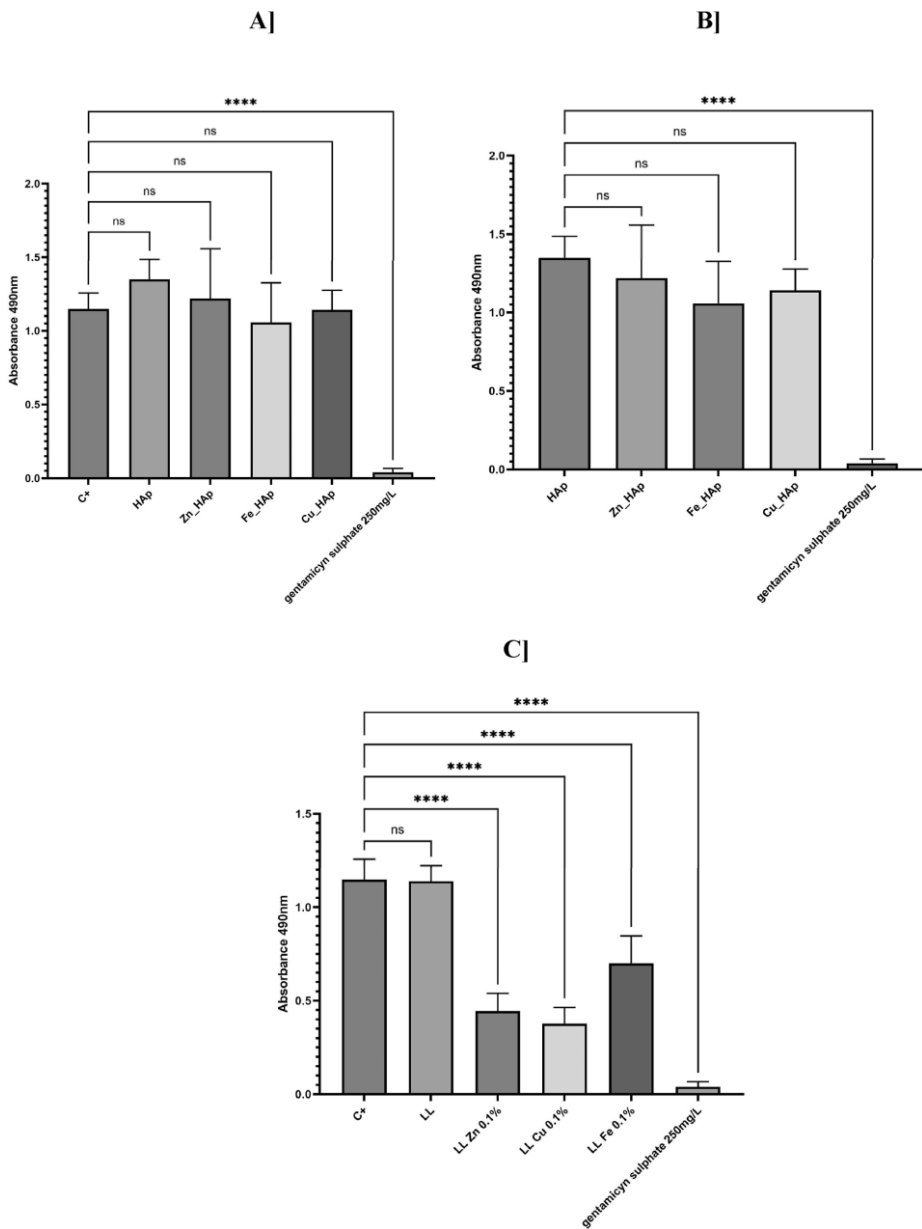 A]
****
ns
ns
ns
ns
2.0
1.5
1.0
0.5
0.0
Absorbance 490nm
C+
HAp
Zn_HAp
Fe_HAp
Cu_HAp
gentamicyn sulphate 250mg/L
B]
****
ns
ns
ns
2.0
1.5
1.0
0.5
0.0
Absorbance 490nm
HAp
Zn_HAp
Fe_HAp
Cu_HAp
gentamicyn sulphate 250mg/L
C]
****
****
****
****
ns
1.5
1.0
0.5
0.0
Absorbance 490nm
C+
LL
LL Zn 0.1%
LL Cu 0.1%
LL Fe 0.1%
gentamicyn sulphate 250mg/L